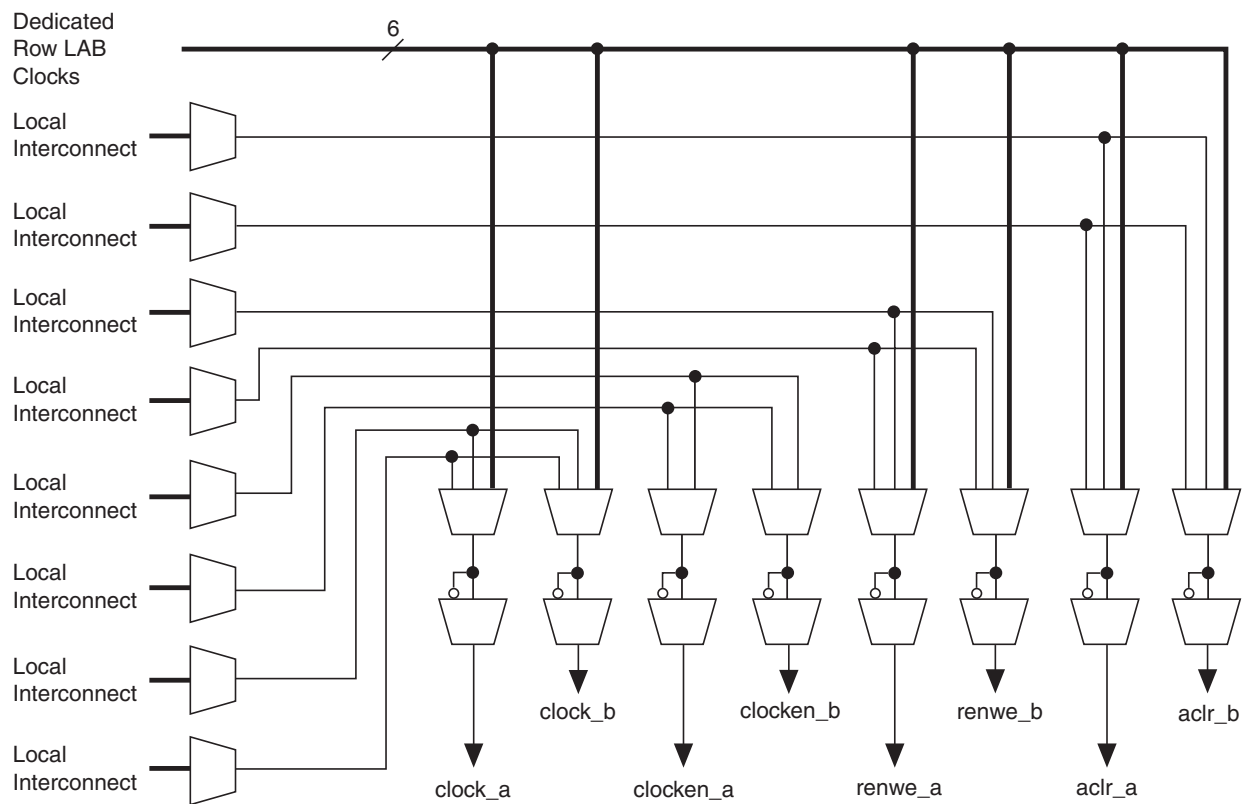 Dedicated
Row LAB
Clocks
6
Local
Interconnect
Local
Interconnect
Local
Interconnect
Local
Interconnect
Local
Interconnect
Local
Interconnect
Local
Interconnect
Local
Interconnect
clock_b
clocken_b
renwe_b
aclr_b
clock_a
clocken_a
renwe_a
aclr_a